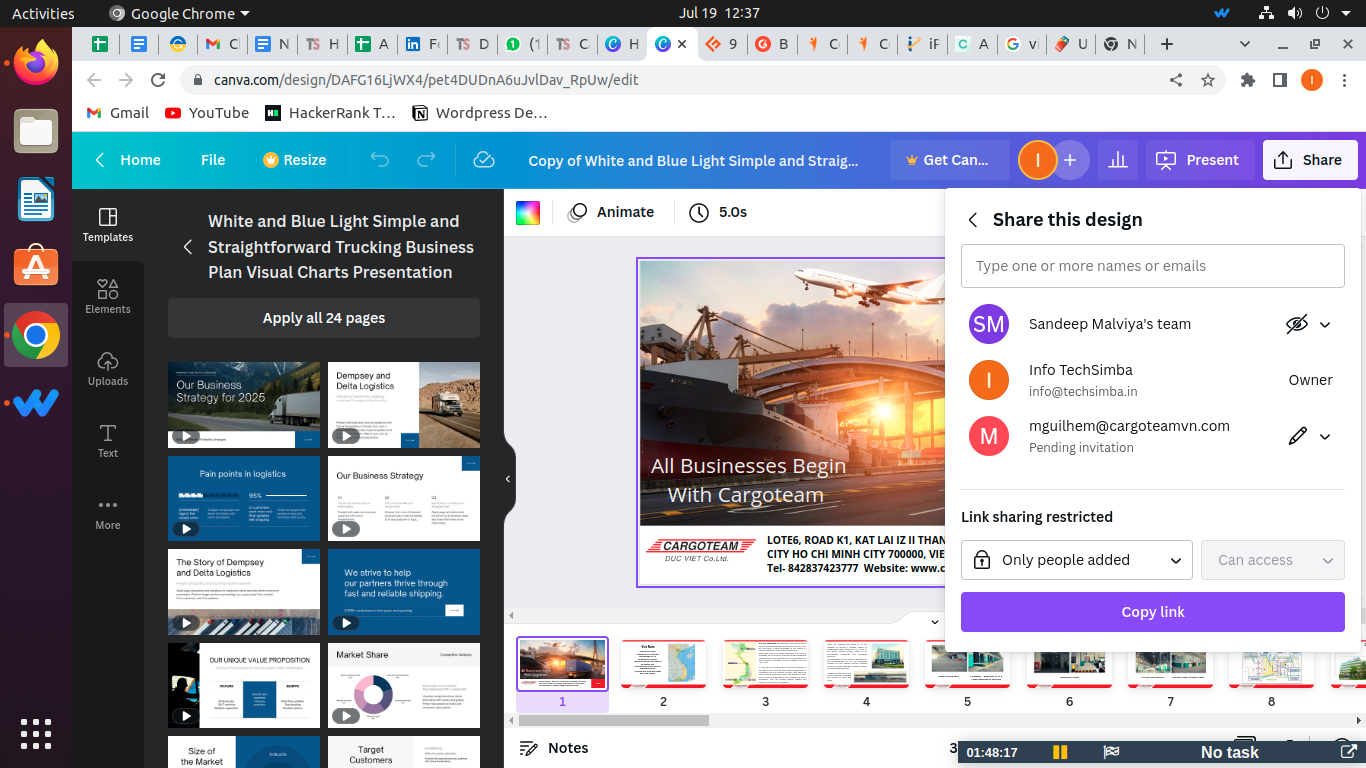 Activities
Google Chrome
Jul 19 12:37
canva.com/design/DAFG16LjWX4/pet4DUDnA6uJvlDav_RpUw/edit
Gmail
YouTube
HackerRank T…
Wordpress De…
Home
File
Resize
Copy of White and Blue Light Simple and Straig...
Get Can...
I
Present
Share
Templates
Elements
Uploads
Text
More
White and Blue Light Simple and
Straightforward Trucking Business
Plan Visual Charts Presentation
Apply all 24 pages
Our Business
Strategy for 2025
Dempsey and
Delta Logistics
Pain points in logistics
95%
Our Business Strategy
The Story of Dempsey
and Delta Logistics
We strive to help
our partners thrive through
fast and reliable shipping.
OUR UNIQUE VALUE PROPOSITION
Market Share
Size of
the Market
Target
Customers
Animate
5.0s
All Businesses Begin
With Cargoteam
CARGOTEAM
DUC VIET Co,Ltd.
LOTE6, ROAD K1, KAT LAI IZ II THAN
CITY HO CHI MINH CITY 700000, VIE
Tel- 842837423777 Website: www.c
Share this design
Type one or more names or emails
SM
Sandeep Malviya's team
I
Info TechSimba
info@techsimba.in
Owner
M
mguilhem@cargoteamvn.com
Pending invitation
Link sharing restricted
Only people added
Can access
Copy link
1
2
3
4
5
6
7
8
Notes
01:48:17
No task